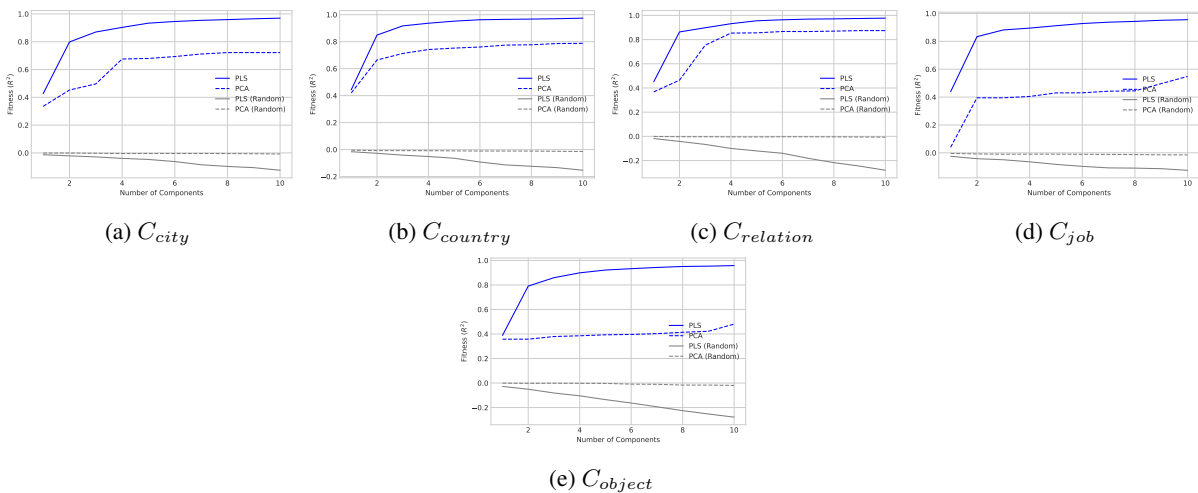 Fitness (R²)
1.0
0.8
0.6
0.4
0.2
0.0
PLS
PCA
PLS (Random)
PCA (Random)
2 4 6 8 10
Number of Components
(a) C_city
Fitness (R²)
1.0
0.8
0.6
0.4
0.2
0.0
−0.2
PLS
PCA
PLS (Random)
PCA (Random)
2 4 6 8 10
Number of Components
(b) C_country
Fitness (R²)
1.0
0.8
0.6
0.4
0.2
0.0
−0.2
PLS
PCA
PLS (Random)
PCA (Random)
2 4 6 8 10
Number of Components
(c) C_relation
Fitness (R²)
1.0
0.8
0.6
0.4
0.2
0.0
PLS
PCA
PLS (Random)
PCA (Random)
2 4 6 8 10
Number of Components
(d) C_job
Fitness (R²)
1.0
0.8
0.6
0.4
0.2
0.0
−0.2
PLS
PCA
PLS (Random)
PCA (Random)
2 4 6 8 10
Number of Components
(e) C_object